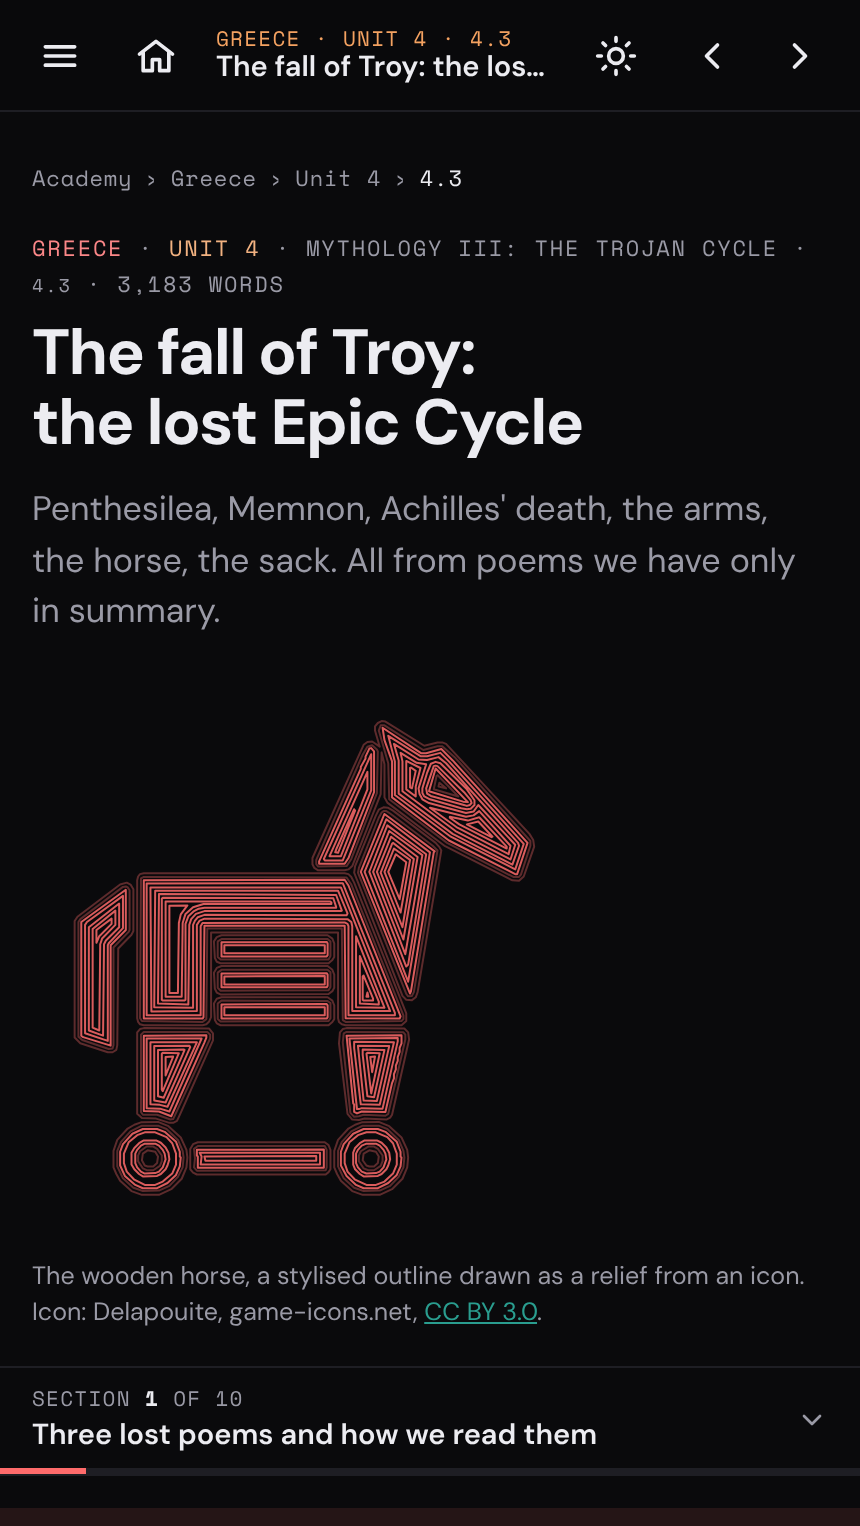 GREECE · UNIT 4 · 4.3
The fall of Troy: the los...
Academy › Greece › Unit 4 › 4.3
GREECE · UNIT 4 · MYTHOLOGY III: THE TROJAN CYCLE ·
4.3 · 3,183 WORDS
The fall of Troy:
the lost Epic Cycle
Penthesilea, Memnon, Achilles' death, the arms,
the horse, the sack. All from poems we have only
in summary.
The wooden horse, a stylised outline drawn as a relief from an icon.
Icon: Delapouite, game-icons.net, CC BY 3.0.
SECTION 1 OF 10
Three lost poems and how we read them